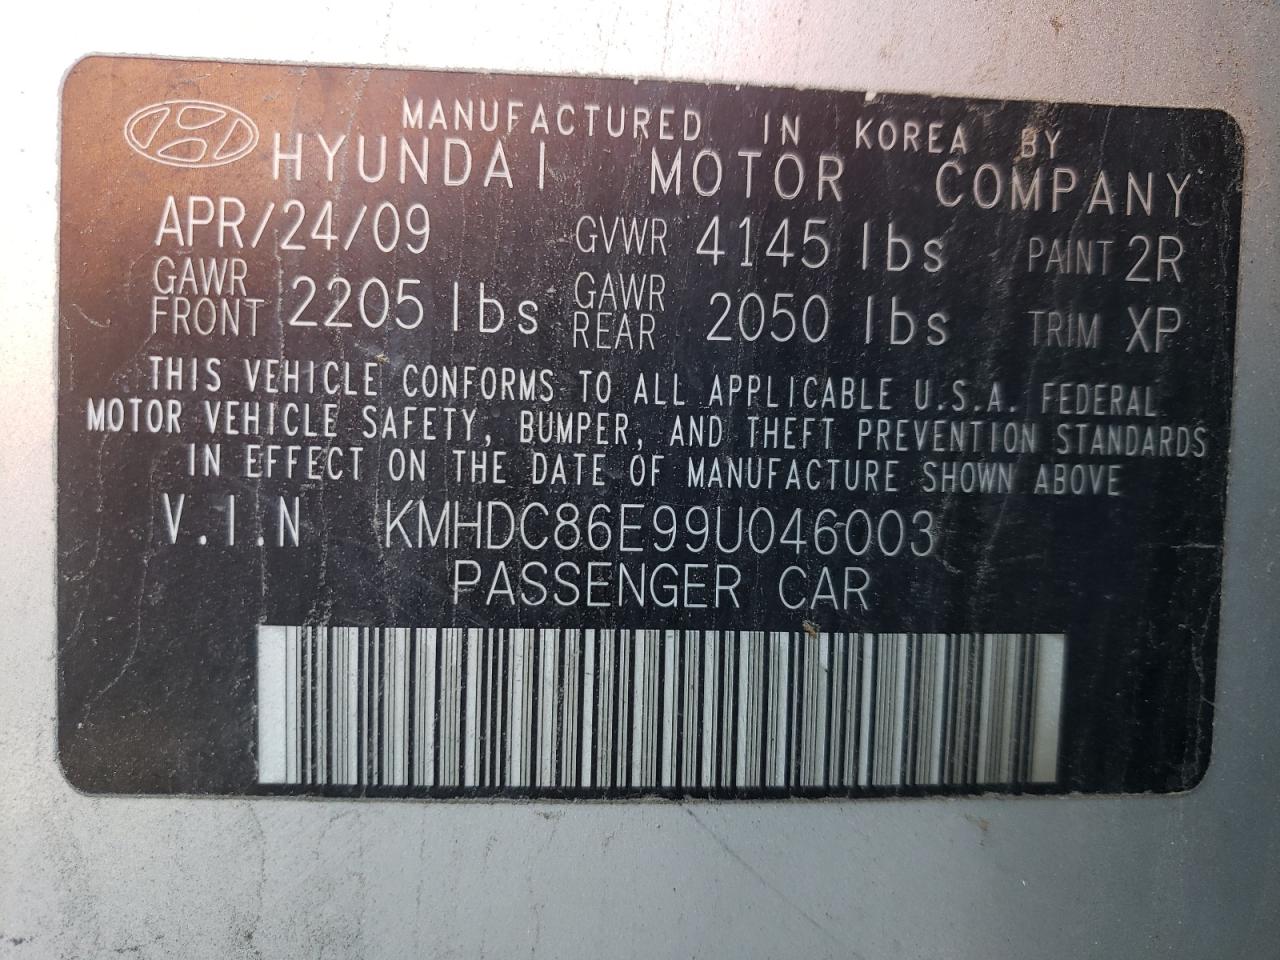 MANUFACTURED IN KOREA BY
HYUNDAI MOTOR COMPANY
APR/24/09 GVWR 4145 lbs PAINT 2R
GAWR FRONT 2205 lbs GAWR REAR 2050 lbs TRIM XP
THIS VEHICLE CONFORMS TO ALL APPLICABLE U.S.A. FEDERAL
MOTOR VEHICLE SAFETY, BUMPER, AND THEFT PREVENTION STANDARDS
IN EFFECT ON THE DATE OF MANUFACTURE SHOWN ABOVE
V.I.N KMHDC86E99U046003
PASSENGER CAR